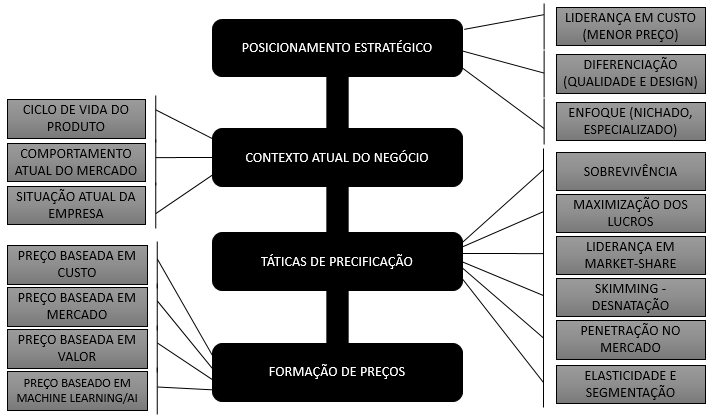 POSICIONAMENTO ESTRATÉGICO
LIDERANÇA EM CUSTO
(MENOR PREÇO)
DIFERENCIAÇÃO
(QUALIDADE E DESIGN)
ENFOQUE (NICHADO,
ESPECIALIZADO)
CONTEXTO ATUAL DO NEGÓCIO
CICLO DE VIDA DO
PRODUTO
COMPORTAMENTO
ATUAL DO MERCADO
SITUAÇÃO ATUAL DA
EMPRESA
TÁTICAS DE PRECIFICAÇÃO
SOBREVIVÊNCIA
MAXIMIZAÇÃO DOS
LUCROS
LIDERANÇA EM
MARKET-SHARE
SKIMMING -
DESNATAÇÃO
PENETRAÇÃO NO
MERCADO
ELASTICIDADE E
SEGMENTAÇÃO
FORMAÇÃO DE PREÇOS
PREÇO BASEADA EM
CUSTO
PREÇO BASEADA EM
MERCADO
PREÇO BASEADA EM
VALOR
PREÇO BASEADO EM
MACHINE LEARNING/AI